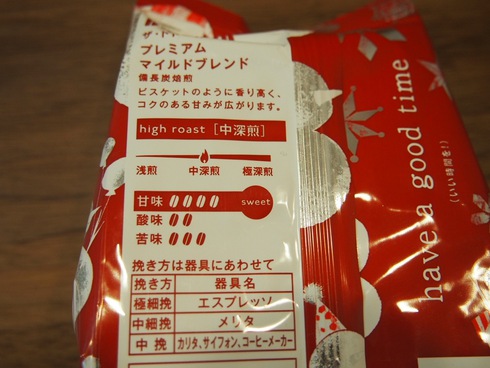 プレミアム
マイルドブレンド
備長炭焙煎
ビスケットのように香り高く、
コクのある甘みが広がります。
high roast [中深煎]
浅煎 中深煎 極深煎
甘味 sweet
酸味
苦味
挽き方は器具にあわせて
挽き方 器具名
極細挽 エスプレッソ
中細挽 メリタ
中挽 カリタ、サイフォン、コーヒーメーカー
have a good time
(いい時間を!)